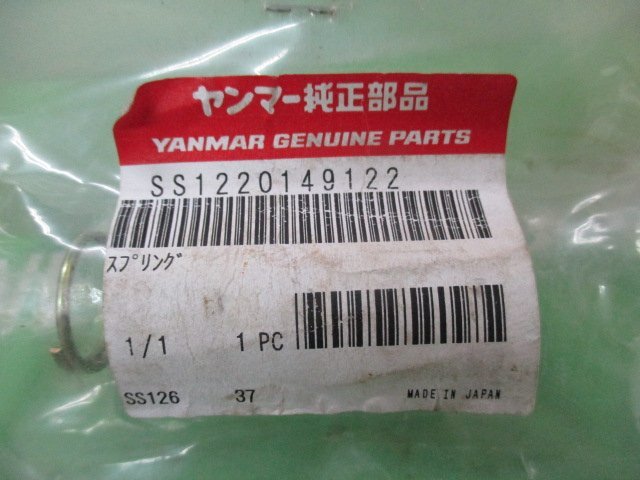 ヤンマー純正部品
YANMAR GENUINE PARTS
SS1220149122
スプリング
1/1 1 PC
SS126 37 MADE IN JAPAN